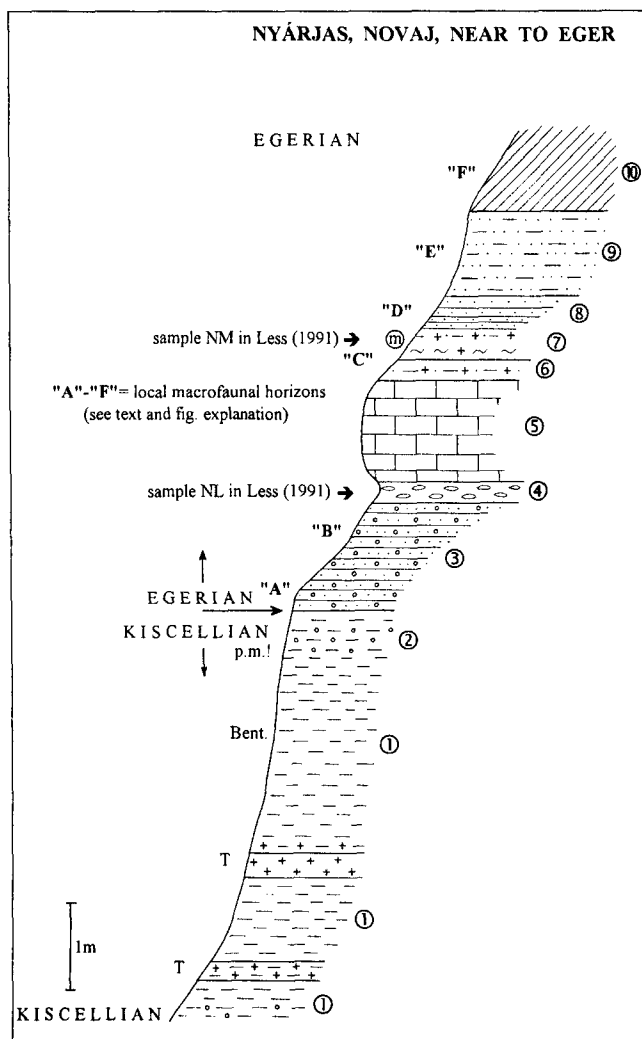 NYÁRJAS, NOVAJ, NEAR TO EGER
EGERIAN
"F"
⑩
"E"
⑨
"D"
⑧
sample NM in Less (1991) ➔ ⓜ
⑦
"C"
⑥
"A"-"F"= local macrofaunal horizons
(see text and fig. explanation)
⑤
sample NL in Less (1991) ➔
④
"B"
③
EGERIAN "A"
KISCELLIAN
②
p.m.!
Bent.
①
T
①
1m
T
KISCELLIAN
①